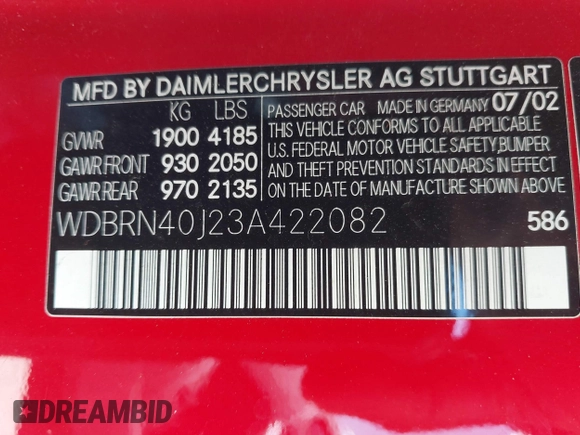 MFD BY DAIMLERCHRYSLER AG STUTTGART
KG LBS
GVWR 1900 4185
GAWR FRONT 930 2050
GAWR REAR 970 2135
PASSENGER CAR MADE IN GERMANY 07/02
THIS VEHICLE CONFORMS TO ALL APPLICABLE
U.S. FEDERAL MOTOR VEHICLE SAFETY, BUMPER
AND THEFT PREVENTION STANDARDS IN EFFECT
ON THE DATE OF MANUFACTURE SHOWN ABOVE.
WDBRN40J23A422082 586
DREAMBID